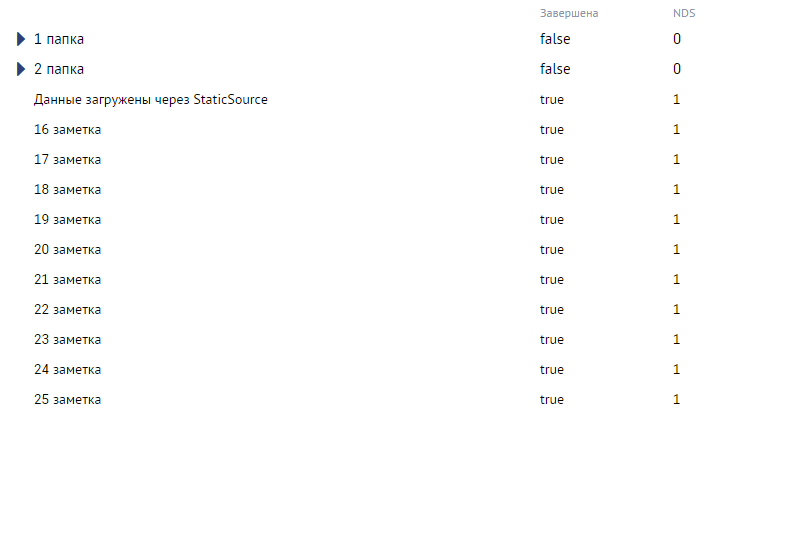 Завершена NDS
1 папка false 0
2 папка false 0
Данные загружены через StaticSource true 1
16 заметка true 1
17 заметка true 1
18 заметка true 1
19 заметка true 1
20 заметка true 1
21 заметка true 1
22 заметка true 1
23 заметка true 1
24 заметка true 1
25 заметка true 1